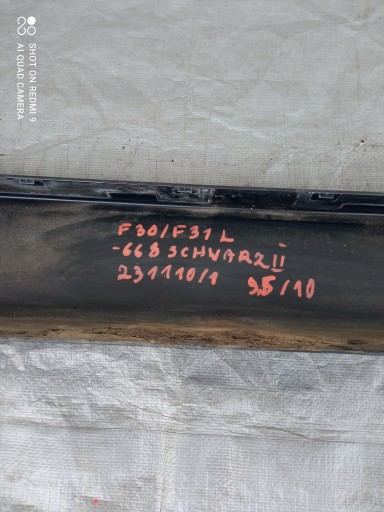 SHOT ON REDMI 9
AI QUAD CAMERA
F30/F31 L
-668 SCHWARZ II
231110/1 9,5/10